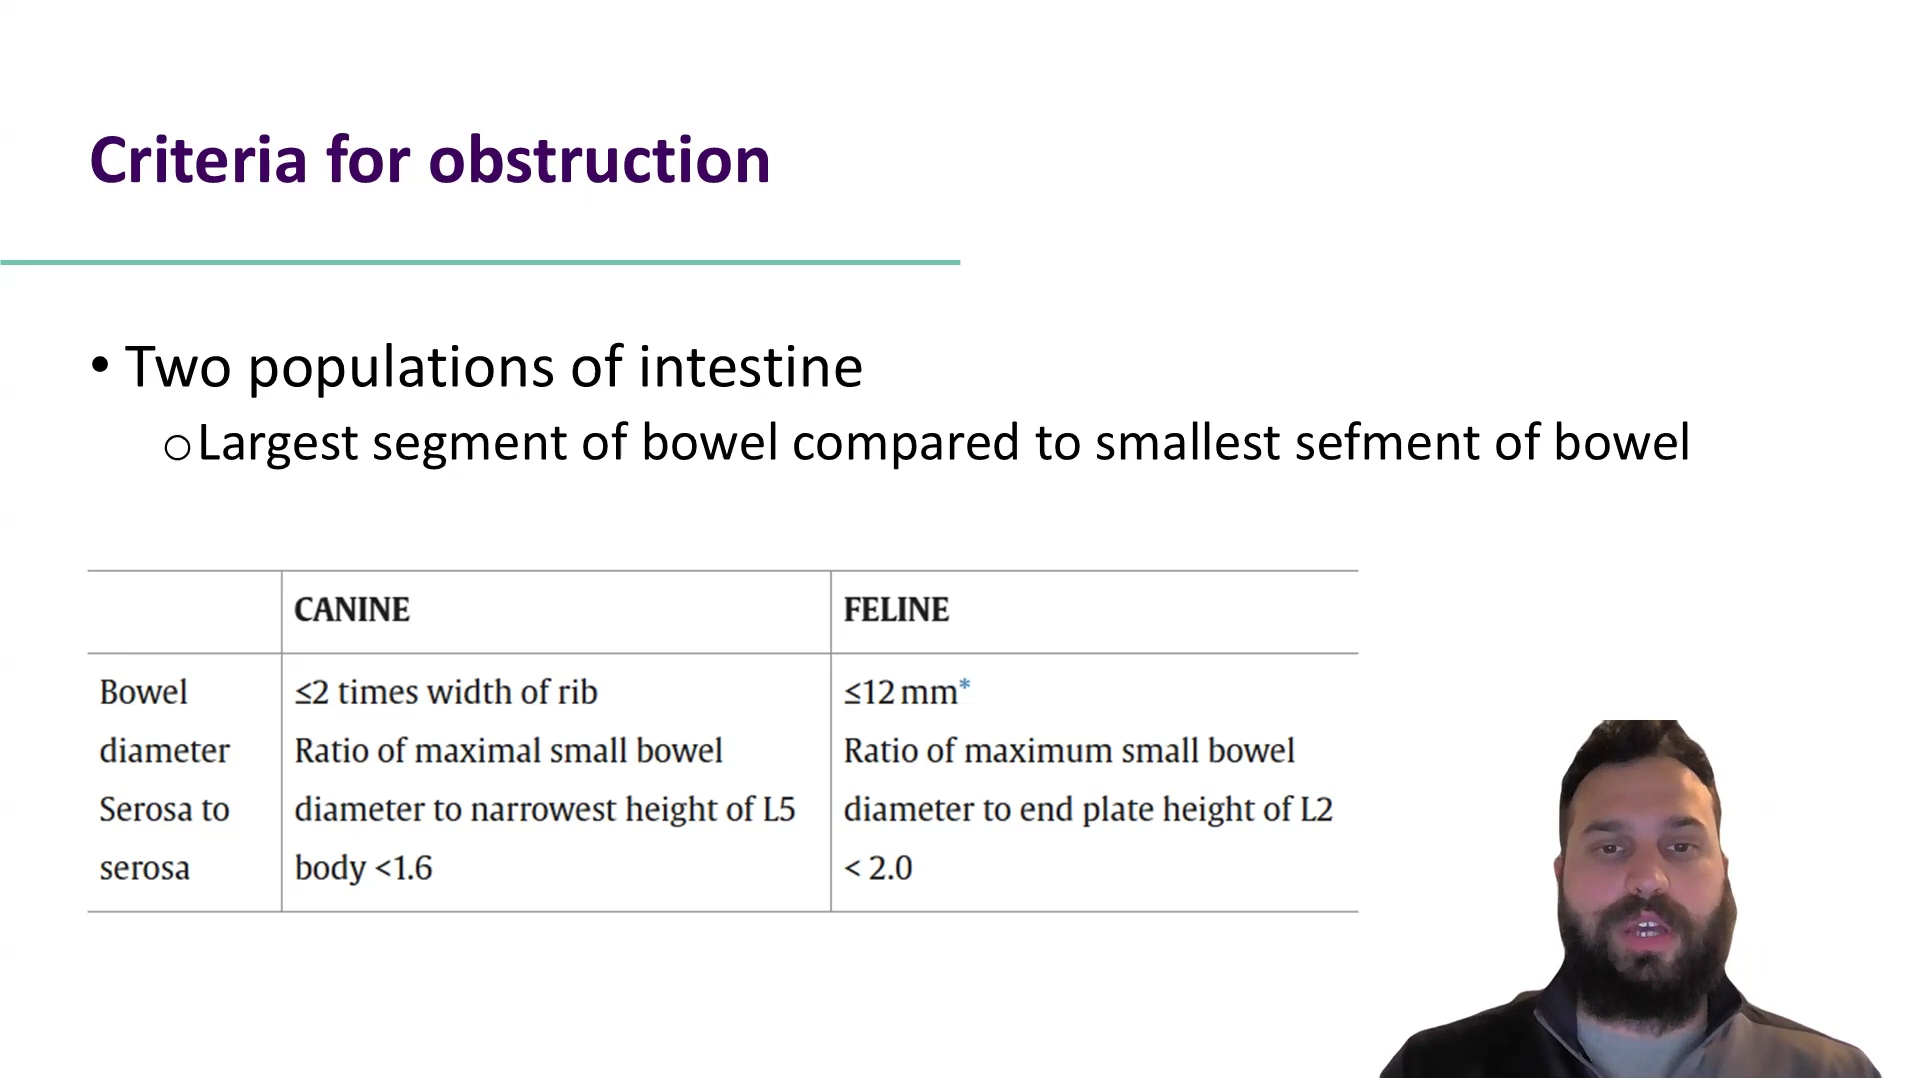 Criteria for obstruction
• Two populations of intestine
○Largest segment of bowel compared to smallest sefment of bowel
CANINE FELINE
Bowel ≤2 times width of rib ≤12 mm*
diameter Ratio of maximal small bowel Ratio of maximum small bowel
Serosa to diameter to narrowest height of L5 diameter to end plate height of L2
serosa body <1.6 < 2.0